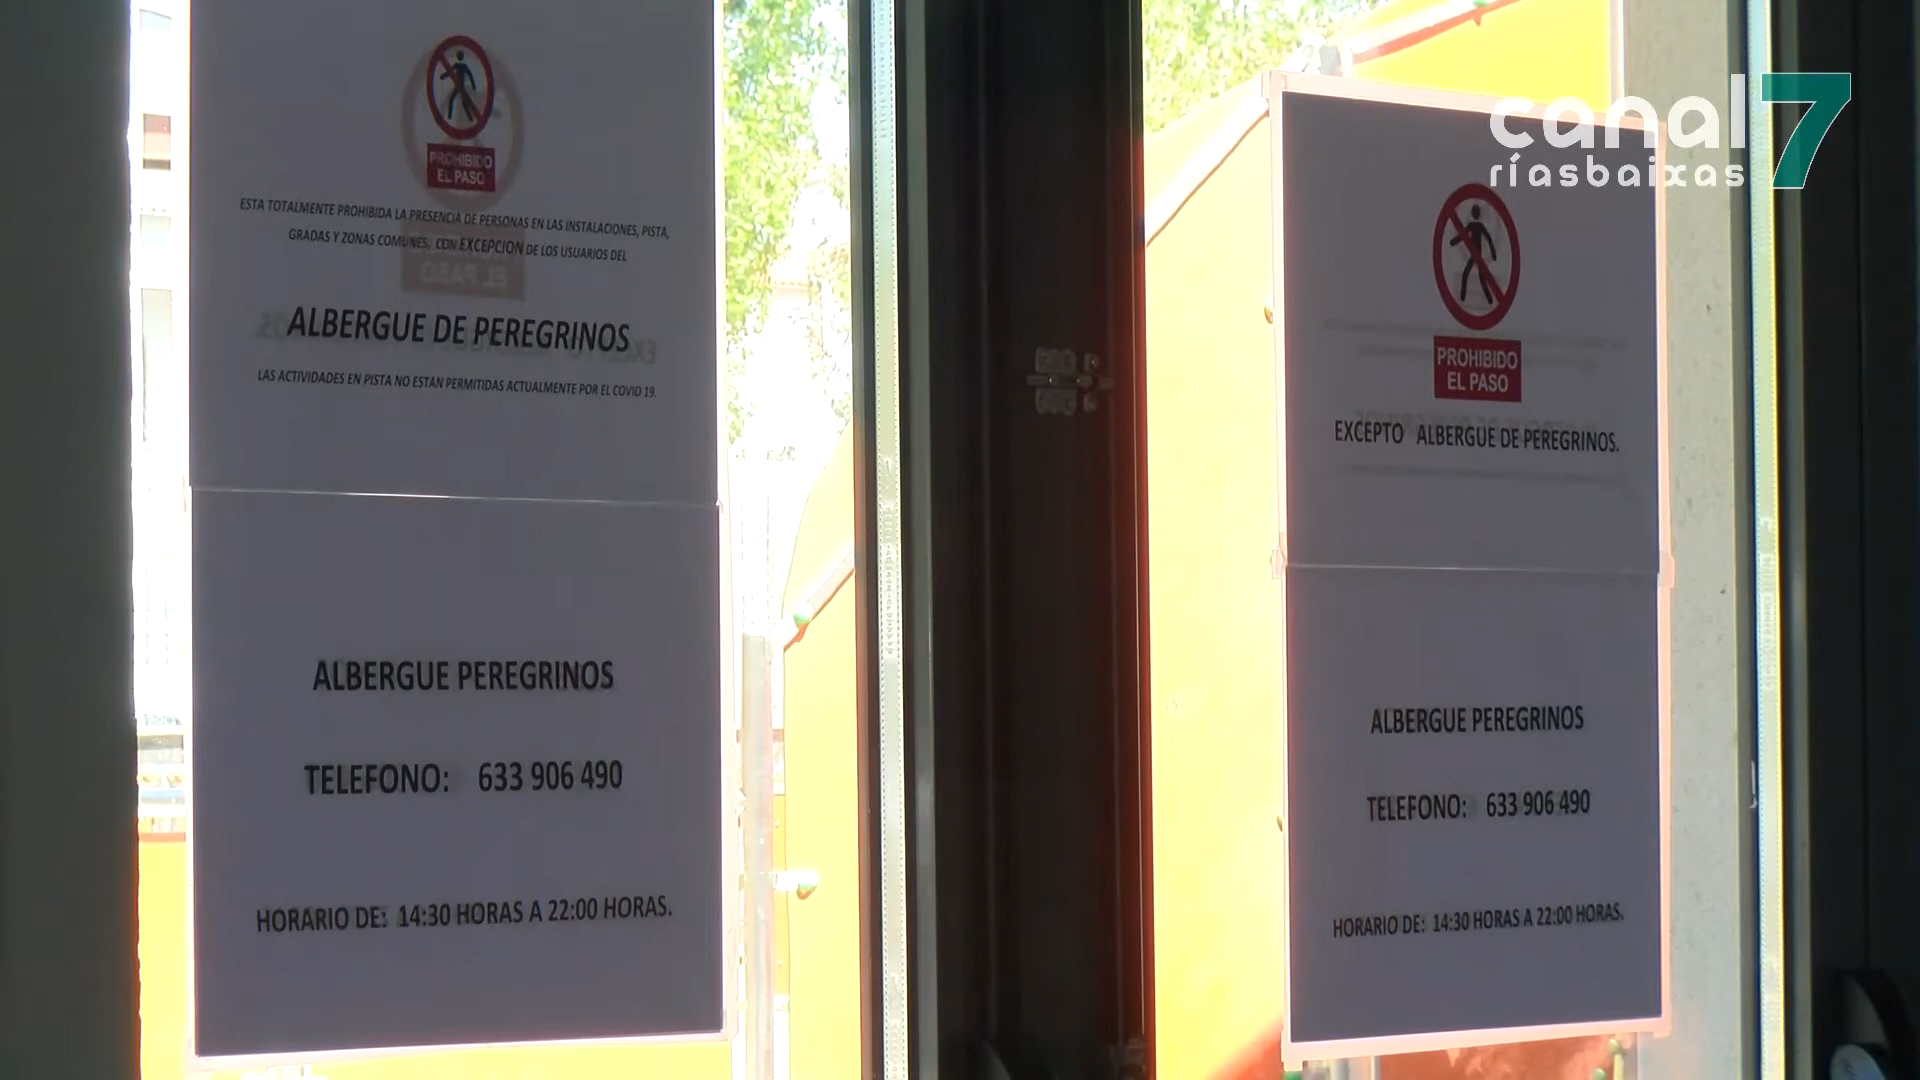 PROHIBIDO
EL PASO
ESTA TOTALMENTE PROHIBIDA LA PRESENCIA DE PERSONAS EN LAS INSTALACIONES, PISTA,
GRADAS Y ZONAS COMUNES, CON EXCEPCION DE LOS USUARIOS DEL
ALBERGUE DE PEREGRINOS
LAS ACTIVIDADES EN PISTA NO ESTAN PERMITIDAS ACTUALMENTE POR EL COVID 19.
ALBERGUE PEREGRINOS
TELEFONO: 633 906 490
HORARIO DE: 14:30 HORAS A 22:00 HORAS.
canal 7
ríasbaixas
PROHIBIDO
EL PASO
EXCEPTO ALBERGUE DE PEREGRINOS.
ALBERGUE PEREGRINOS
TELEFONO: 633 906 490
HORARIO DE: 14:30 HORAS A 22:00 HORAS.